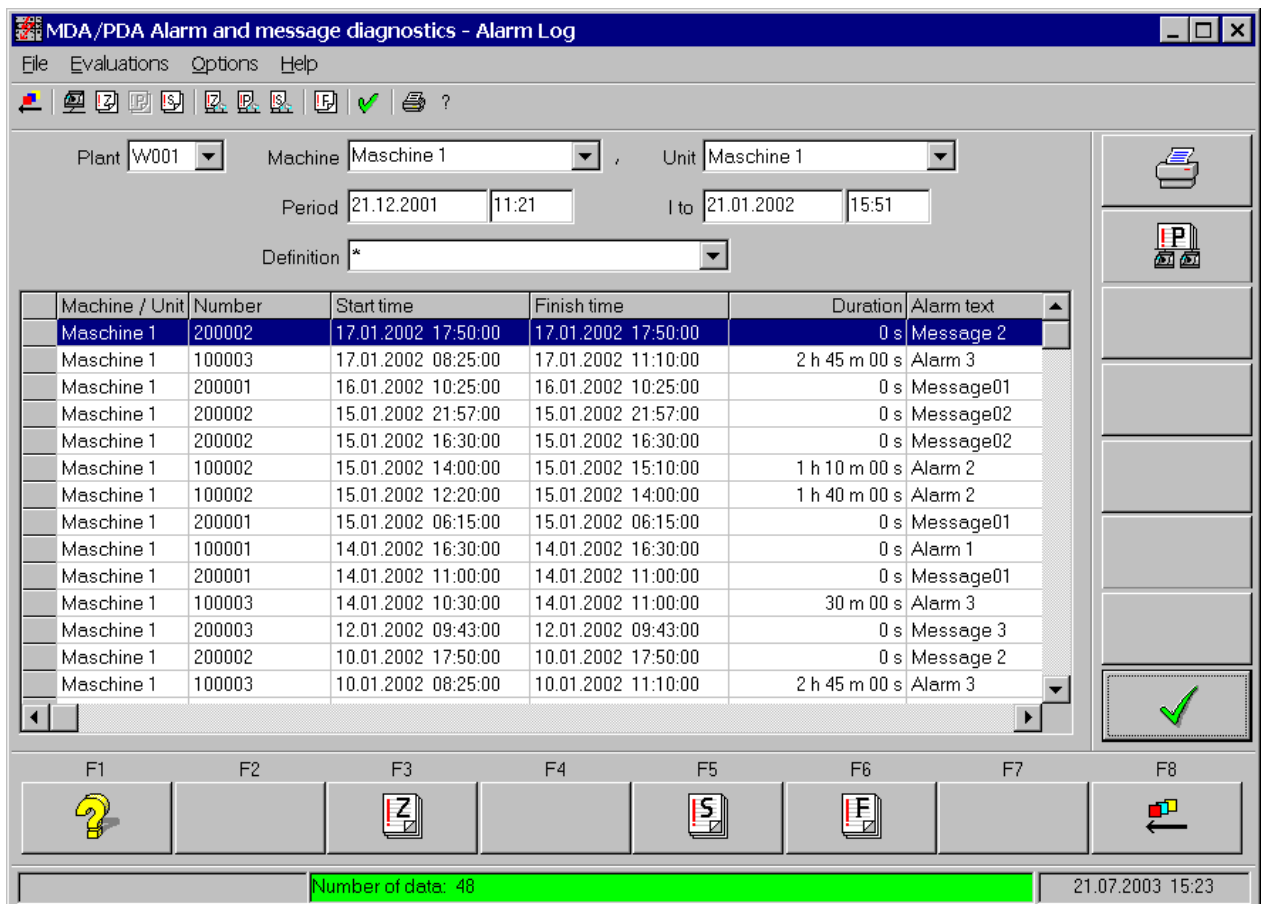 MDA/PDA Alarm and message diagnostics - Alarm Log
File Evaluations Options Help
Z P S Z P S F ?
Plant W001 Machine Maschine 1 , Unit Maschine 1
Period 21.12.2001 11:21 I to 21.01.2002 15:51
!P
Definition *
Machine / Unit Number Start time Finish time Duration Alarm text
Maschine 1 200002 17.01.2002 17:50:00 17.01.2002 17:50:00 0 s Message 2
Maschine 1 100003 17.01.2002 08:25:00 17.01.2002 11:10:00 2 h 45 m 00 s Alarm 3
Maschine 1 200001 16.01.2002 10:25:00 16.01.2002 10:25:00 0 s Message01
Maschine 1 200002 15.01.2002 21:57:00 15.01.2002 21:57:00 0 s Message02
Maschine 1 200002 15.01.2002 16:30:00 15.01.2002 16:30:00 0 s Message02
Maschine 1 100002 15.01.2002 14:00:00 15.01.2002 15:10:00 1 h 10 m 00 s Alarm 2
Maschine 1 100002 15.01.2002 12:20:00 15.01.2002 14:00:00 1 h 40 m 00 s Alarm 2
Maschine 1 200001 15.01.2002 06:15:00 15.01.2002 06:15:00 0 s Message01
Maschine 1 100001 14.01.2002 16:30:00 14.01.2002 16:30:00 0 s Alarm 1
Maschine 1 200001 14.01.2002 11:00:00 14.01.2002 11:00:00 0 s Message01
Maschine 1 100003 14.01.2002 10:30:00 14.01.2002 11:00:00 30 m 00 s Alarm 3
Maschine 1 200003 12.01.2002 09:43:00 12.01.2002 09:43:00 0 s Message 3
Maschine 1 200002 10.01.2002 17:50:00 10.01.2002 17:50:00 0 s Message 2
Maschine 1 100003 10.01.2002 08:25:00 10.01.2002 11:10:00 2 h 45 m 00 s Alarm 3
F1 F2 F3 F4 F5 F6 F7 F8
? !Z !S !F
Number of data: 48 21.07.2003 15:23